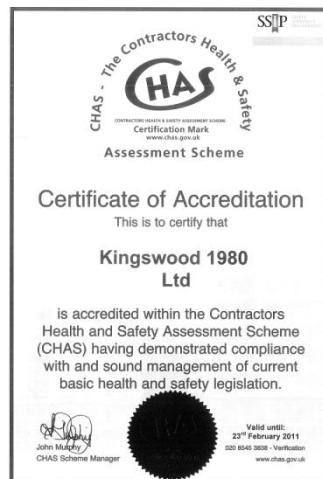 SSIP
CHAS - The Contractors Health & Safety
CHAS
CONTRACTORS HEALTH & SAFETY ASSESSMENT SCHEME
Certification Mark
www.chas.gov.uk
Assessment Scheme
Certificate of Accreditation
This is to certify that
Kingswood 1980
Ltd
is accredited within the Contractors
Health and Safety Assessment Scheme
(CHAS) having demonstrated compliance
with and sound management of current
basic health and safety legislation.
John Murphy
CHAS Scheme Manager
Valid until:
23rd February 2011
020 8545 3838 - Verification
www.chas.gov.uk